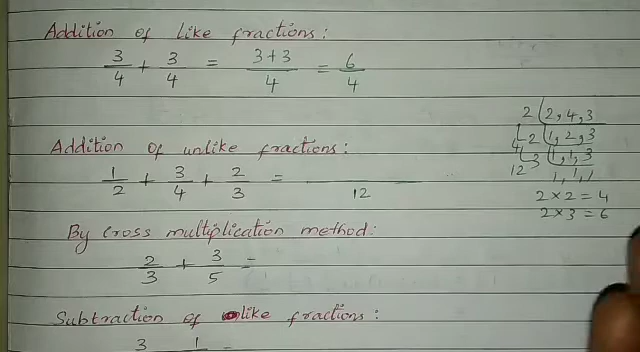 Addition of like fractions:
3/4 + 3/4 = 3+3/4 = 6/4
Addition of unlike fractions:
1/2 + 3/4 + 2/3 = /12
2 | 2, 4, 3
2 | 1, 2, 3
3 | 1, 1, 3
1, 1, 1
4
12
2 × 2 = 4
2 × 3 = 6
By cross multiplication method:
2/3 + 3/5 =
Subtraction of like fractions:
3 1 =